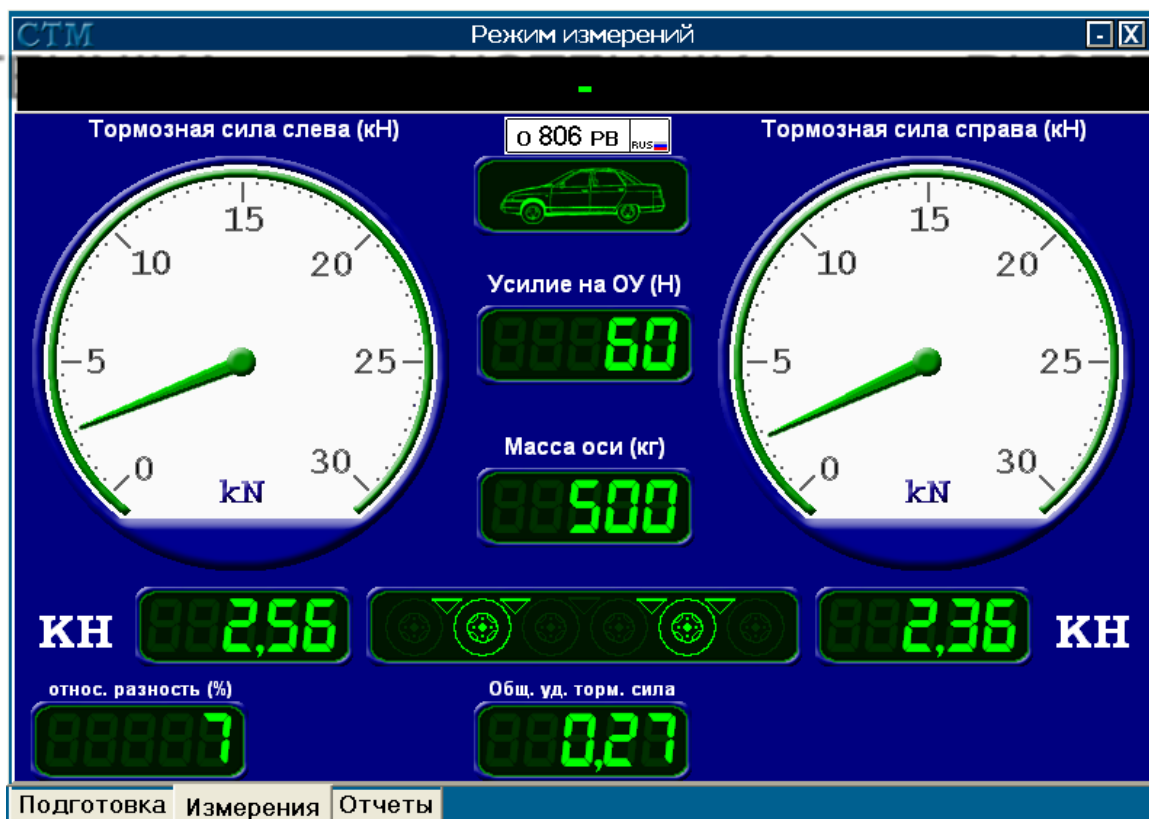 СТМ Режим измерений - X
-
Тормозная сила слева (кН)
о 806 РВ RUS
Тормозная сила справа (кН)
0 5 10 15 20 25 30
kN
Усилие на ОУ (Н)
60
Масса оси (кг)
500
0 5 10 15 20 25 30
kN
КН 2,56
2,36 КН
относ. разность (%)
7
Общ. уд. торм. сила
0,27
Подготовка Измерения Отчеты